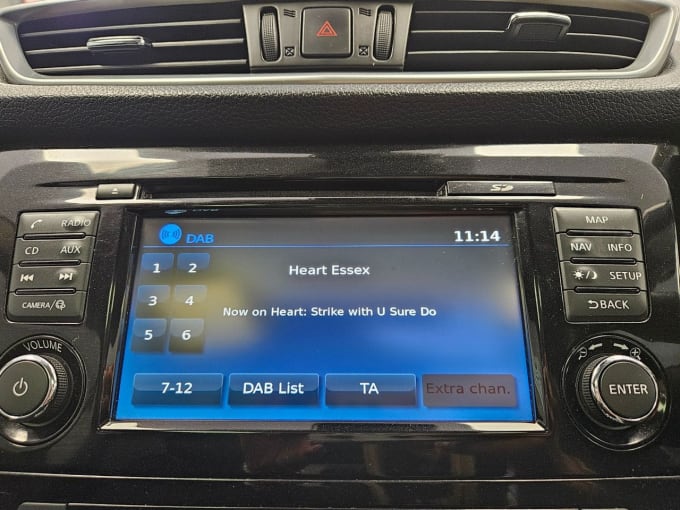 SD
RADIO
CD AUX
CAMERA/
VOLUME
DAB 11:14
1 2
Heart Essex
3 4
Now on Heart: Strike with U Sure Do
5 6
7-12 DAB List TA Extra chan.
MAP
NAV INFO
SETUP
BACK
ENTER